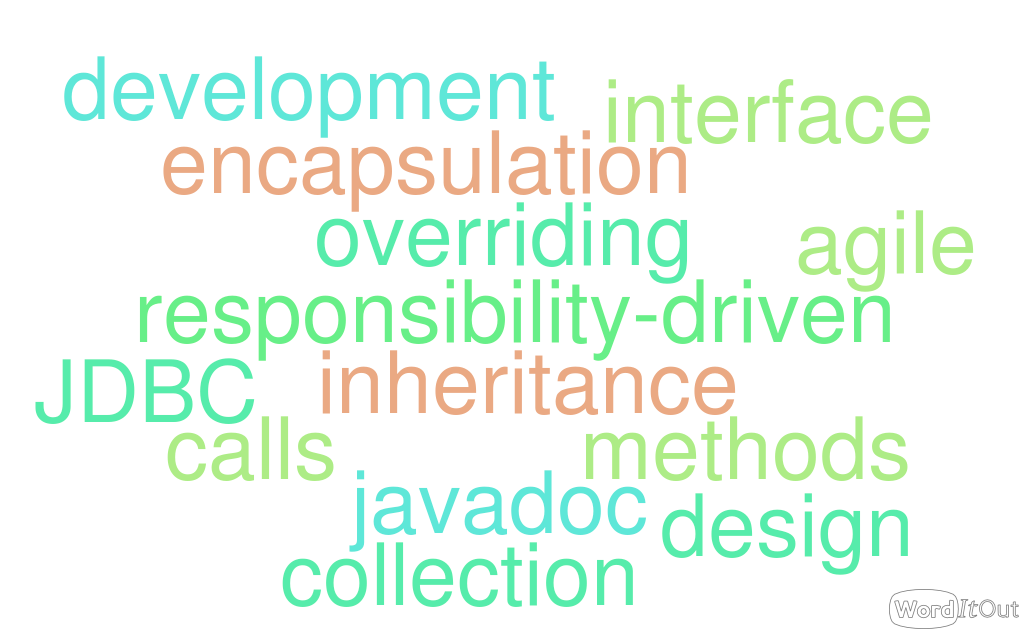 development
interface
encapsulation
overriding
agile
responsibility-driven
inheritance
JDBC
calls
methods
javadoc
design
collection
WordItOut